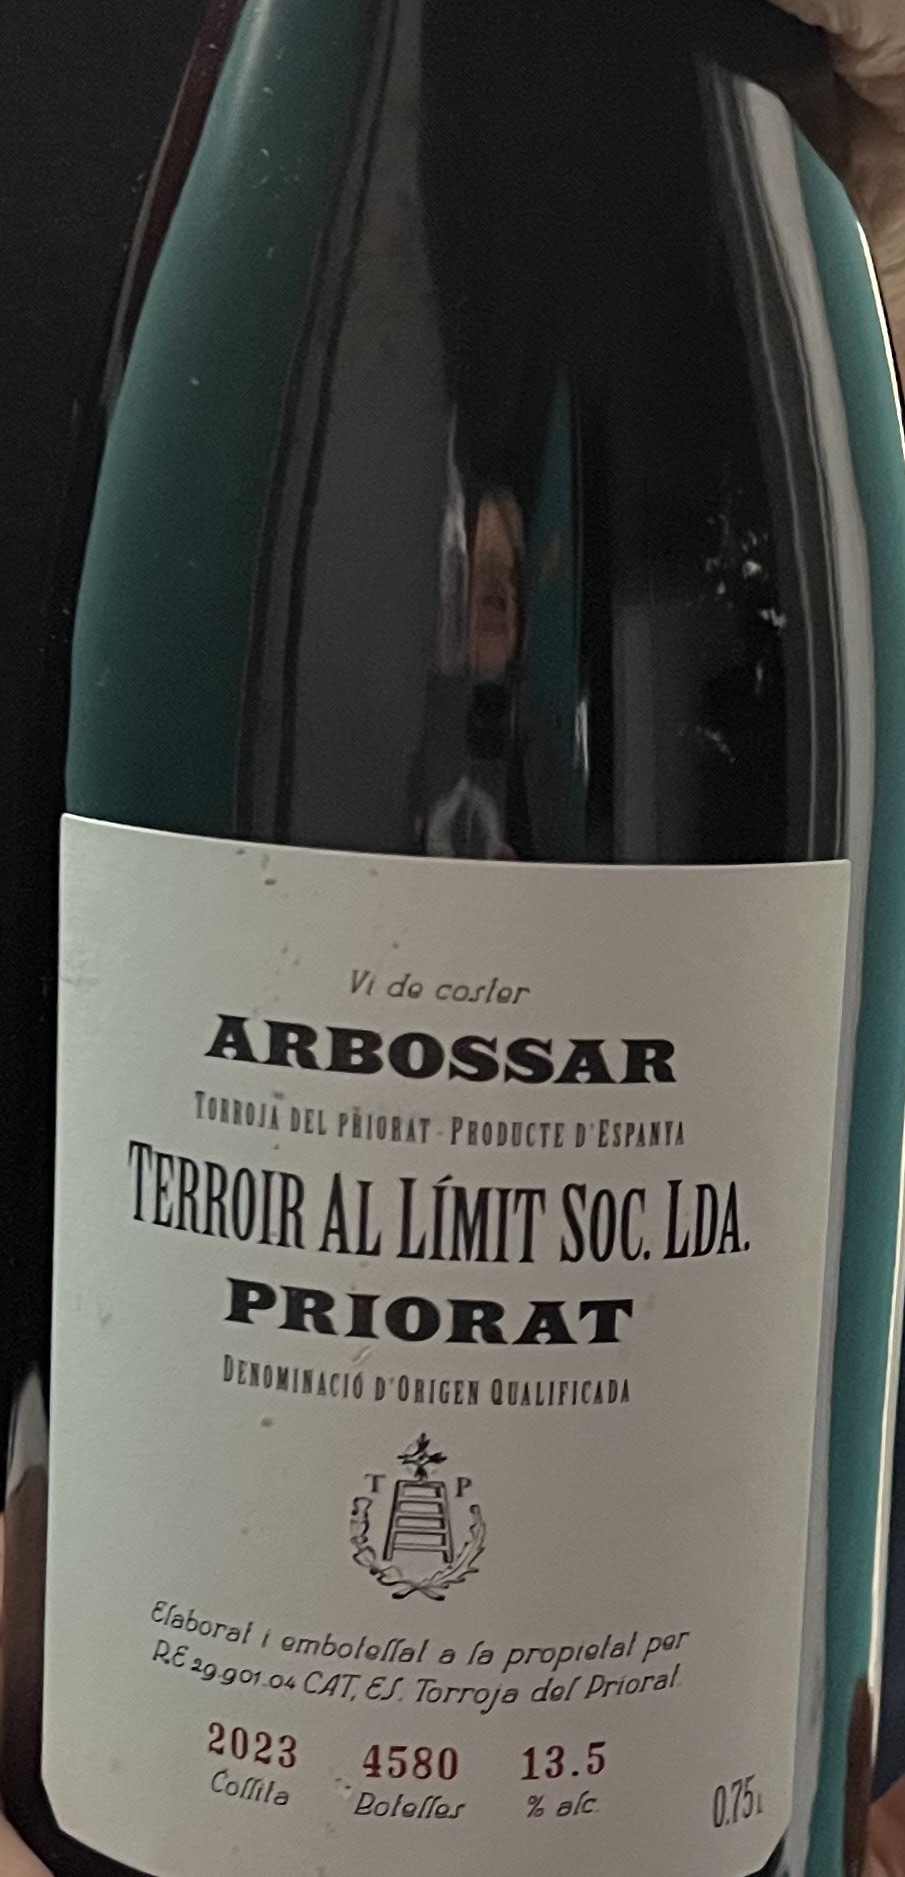 Vi de coster
ARBOSSAR
TORROJA DEL PRIORAT - PRODUCTE D'ESPANYA
TERROIR AL LÍMIT SOC. LDA.
PRIORAT
DENOMINACIÓ D'ORIGEN QUALIFICADA
T P
Elaborat i embotellat a la propietat per
RE 29.901.04 CAT, ES. Torroja del Priorat
2023 4580 13.5
Collita Botelles % alc.
0.75L